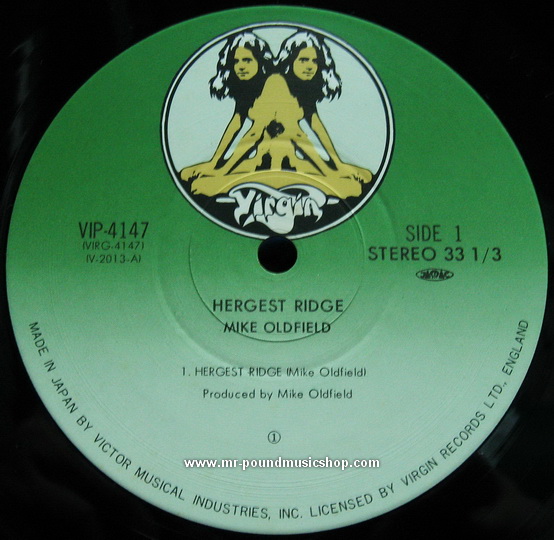 Virgin
VIP-4147
(VIRG-4147)
(V-2013-A)
SIDE 1
STEREO 33 1/3
HERGEST RIDGE
MIKE OLDFIELD
1. HERGEST RIDGE (Mike Oldfield)
Produced by Mike Oldfield
①
www.mr-poundmusicshop.com
MADE IN JAPAN BY VICTOR MUSICAL INDUSTRIES, INC. LICENSED BY VIRGIN RECORDS LTD., ENGLAND